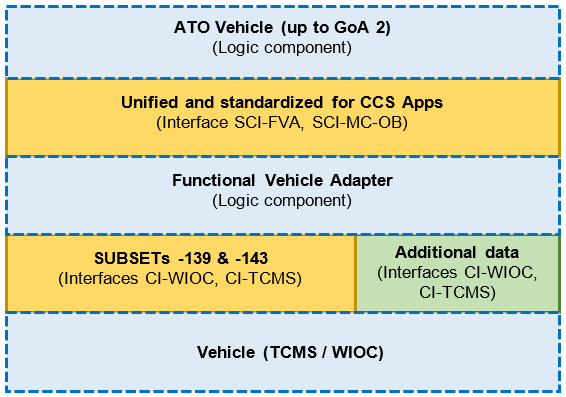 ATO Vehicle (up to GoA 2)
(Logic component)
Unified and standardized for CCS Apps
(Interface SCI-FVA, SCI-MC-OB)
Functional Vehicle Adapter
(Logic component)
SUBSETs -139 & -143
(Interfaces CI-WIOC, CI-TCMS)
Additional data
(Interfaces CI-WIOC,
CI-TCMS)
Vehicle (TCMS / WIOC)